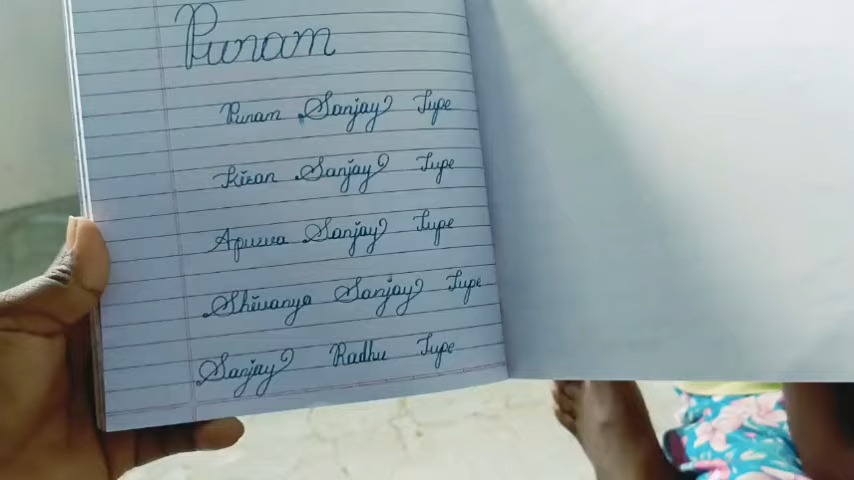 Punam
Punam Sanjay Tupe
Kiran Sanjay Tupe
Apurva Sanjay Tupe
Shivanya Sanjay Tupe
Sanjay Radhu Tupe